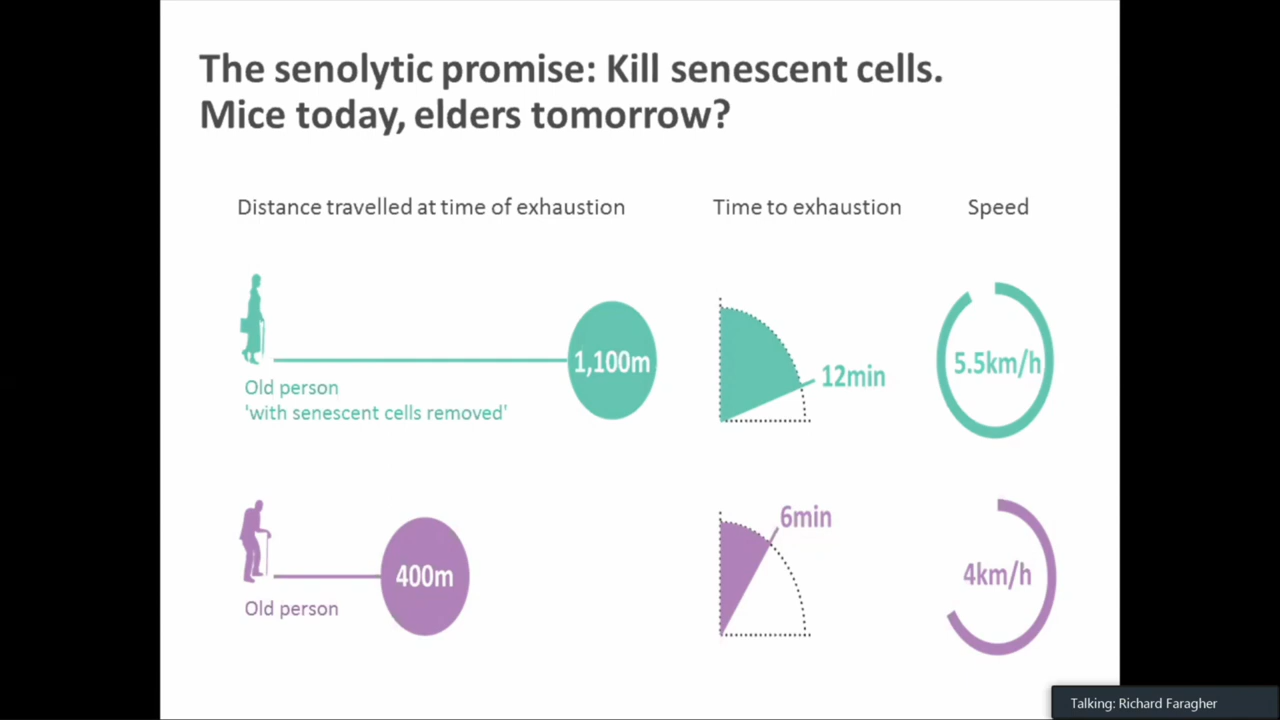 The senolytic promise: Kill senescent cells.
Mice today, elders tomorrow?
Distance travelled at time of exhaustion
Time to exhaustion
Speed
1,100m
12min
5.5km/h
Old person
'with senescent cells removed'
6min
400m
4km/h
Old person
Talking: Richard Faragher